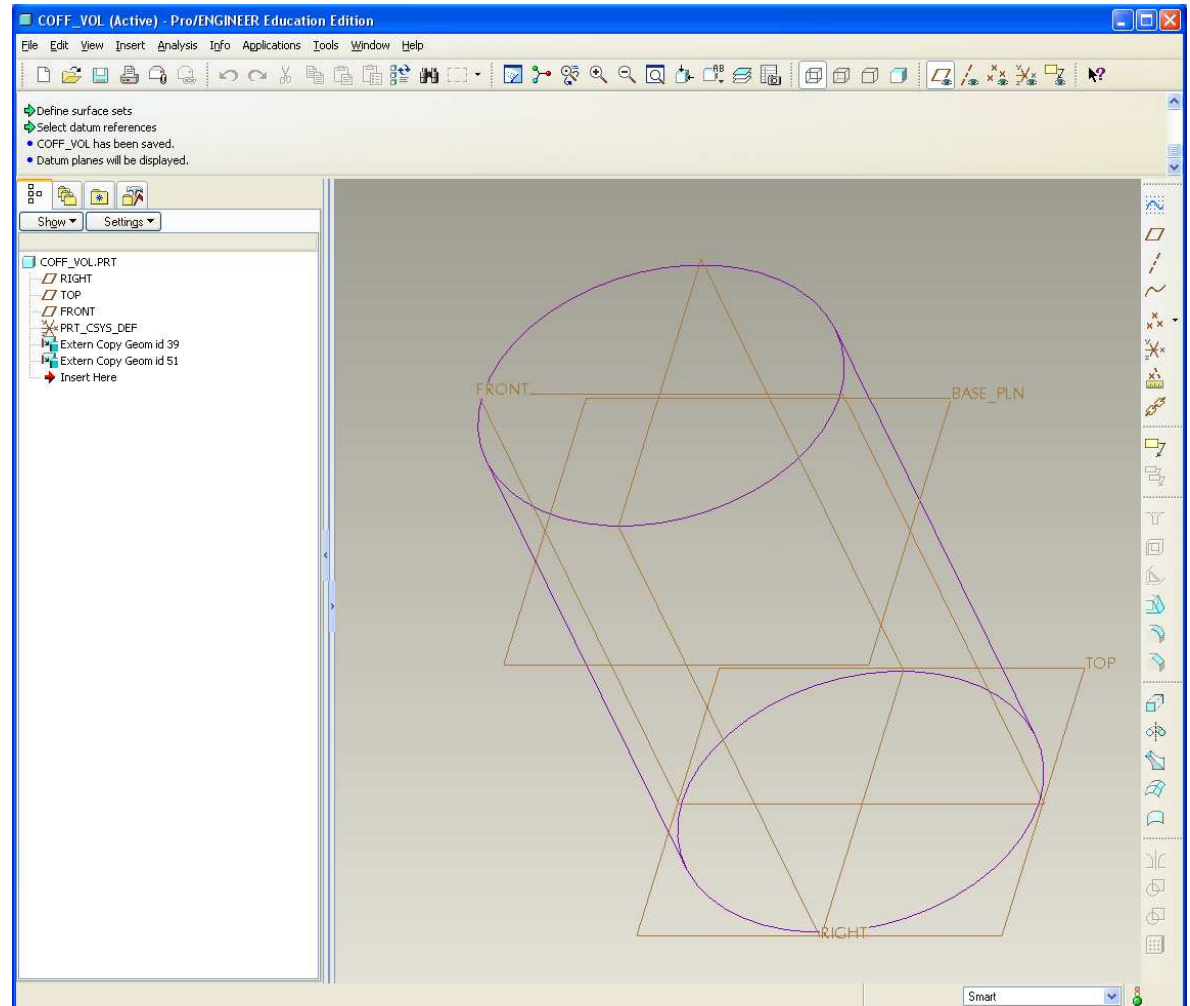 COFF_VOL (Active) - Pro/ENGINEER Education Edition
File Edit View Insert Analysis Info Applications Tools Window Help
Define surface sets
Select datum references
COFF_VOL has been saved.
Datum planes will be displayed.
Show Settings
COFF_VOL.PRT
RIGHT
TOP
FRONT
PRT_CSYS_DEF
Extern Copy Geom id 39
Extern Copy Geom id 51
Insert Here
FRONT
BASE_PLN
TOP
RIGHT
Smart